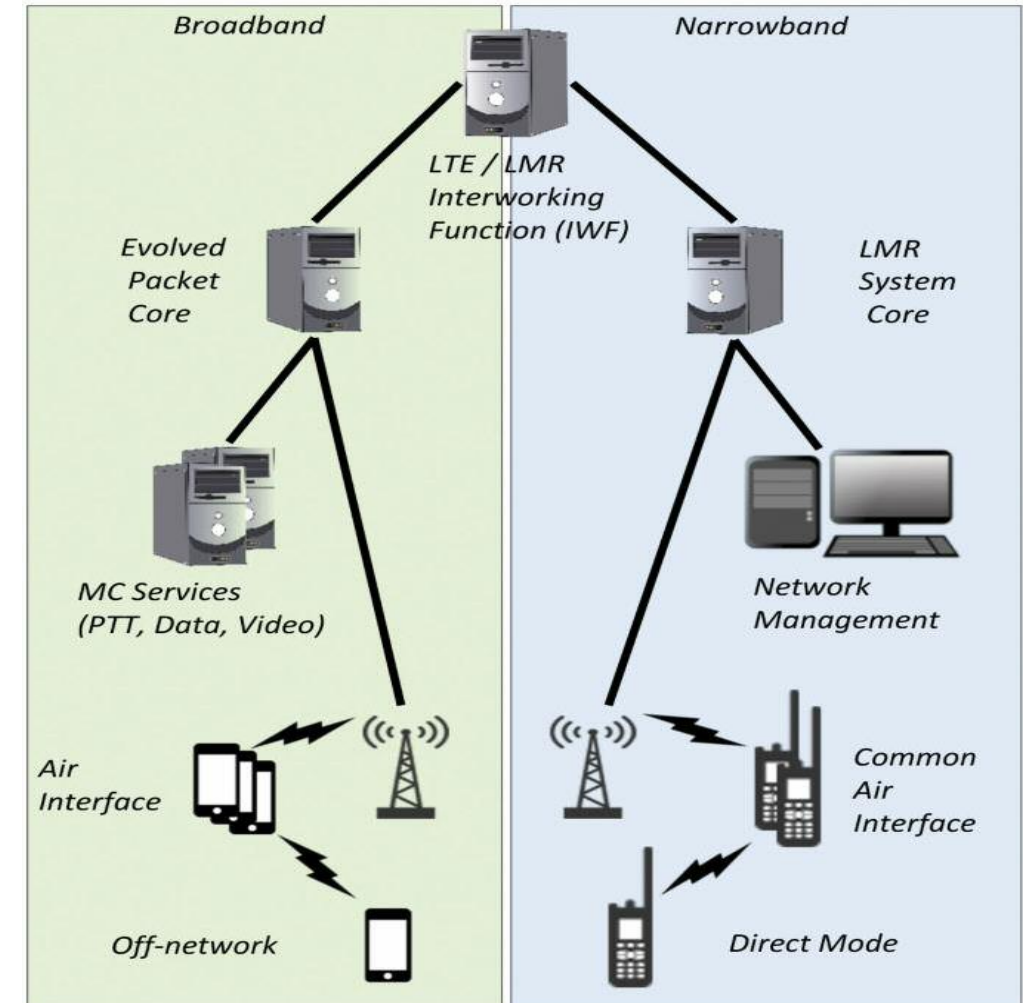 Broadband
Narrowband
LTE / LMR
Interworking
Function (IWF)
Evolved
Packet
Core
LMR
System
Core
MC Services
(PTT, Data, Video)
Network
Management
Air
Interface
Common
Air
Interface
Off-network
Direct Mode